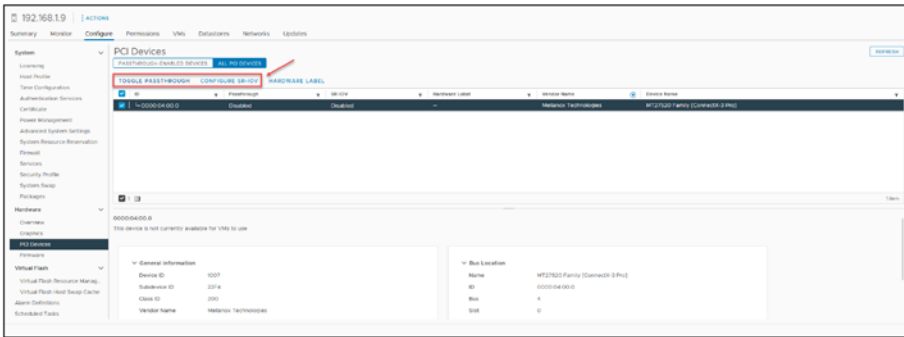 192.168.1.9 | ACTIONS
Summary Monitor Configure Permissions VMs Datastores Networks Updates
System
Licensing
Host Profile
Time Configuration
Authentication Services
Certificate
Power Management
Advanced System Settings
System Resource Reservation
Firewall
Services
Security Profile
System Swap
Packages
Hardware
Overview
Graphics
PCI Devices
Firmware
Virtual Flash
Virtual Flash Resource Manag...
Virtual Flash Host Swap Cache
Alarm Definitions
Scheduled Tasks
PCI Devices
REFRESH
PASSTHROUGH-ENABLED DEVICES ALL PCI DEVICES
TOGGLE PASSTHROUGH CONFIGURE SR-IOV HARDWARE LABEL
ID Passthrough SR-IOV Hardware Label Vendor Name Device Name
0000:04:00.0 Disabled Disabled -- Mellanox Technologies MT27520 Family [ConnectX-3 Pro]
1 1 item
0000:04:00.0
This device is not currently available for VMs to use
General Information
Device ID 1007
Subdevice ID
Class ID 200
Vendor Name Mellanox Technologies
Bus Location
Name MT27520 Family [ConnectX-3 Pro]
ID 0000:04:00.0
Bus 4
Slot 0